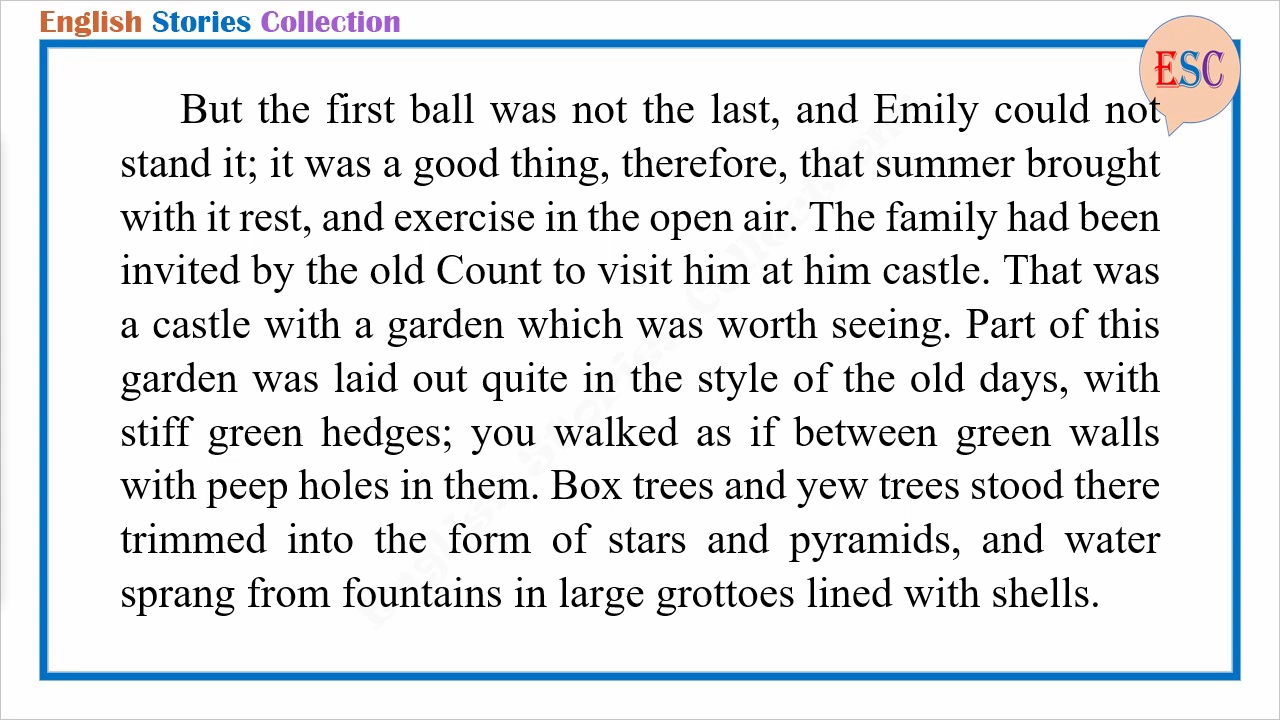 English Stories Collection
ESC
But the first ball was not the last, and Emily could not
stand it; it was a good thing, therefore, that summer brought
with it rest, and exercise in the open air. The family had been
invited by the old Count to visit him at him castle. That was
a castle with a garden which was worth seeing. Part of this
garden was laid out quite in the style of the old days, with
stiff green hedges; you walked as if between green walls
with peep holes in them. Box trees and yew trees stood there
trimmed into the form of stars and pyramids, and water
sprang from fountains in large grottoes lined with shells.
English Stories Collection